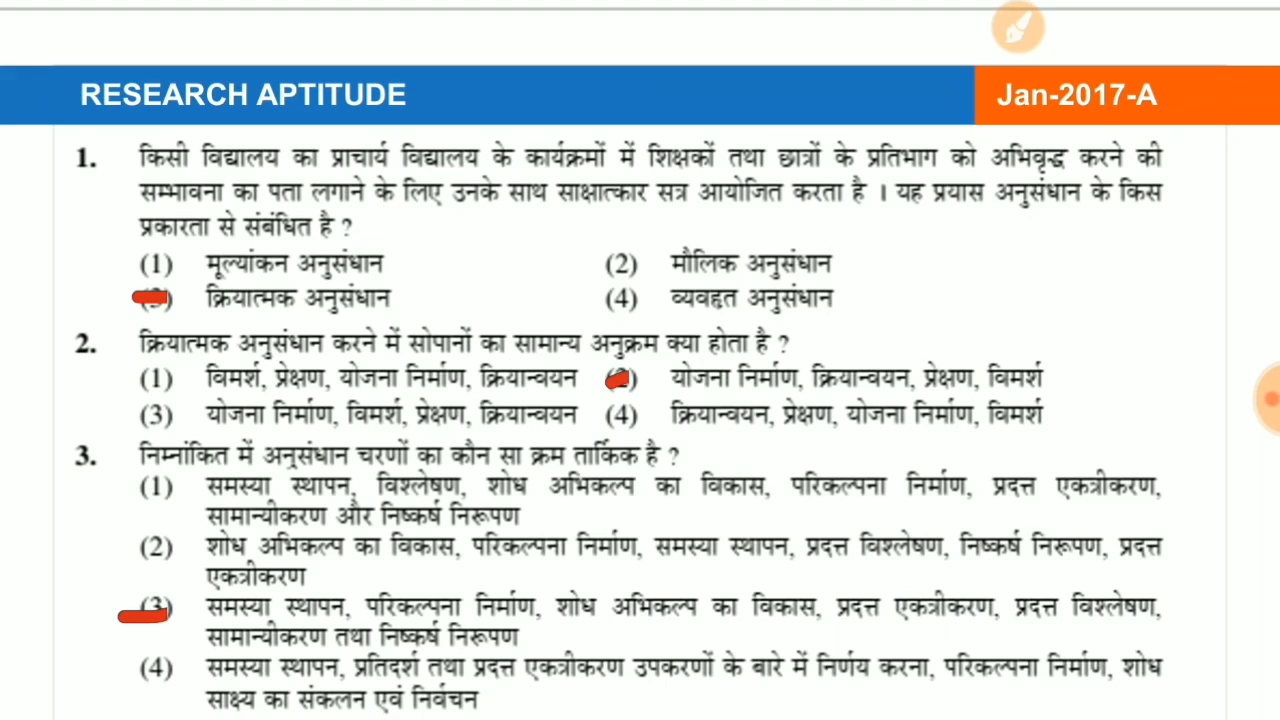 RESEARCH APTITUDE
Jan-2017-A
1. किसी विद्यालय का प्राचार्य विद्यालय के कार्यक्रमों में शिक्षकों तथा छात्रों के प्रतिभाग को अभिवृद्ध करने की
सम्भावना का पता लगाने के लिए उनके साथ साक्षात्कार सत्र आयोजित करता है । यह प्रयास अनुसंधान के किस
प्रकारता से संबंधित है ?
(1) मूल्यांकन अनुसंधान (2) मौलिक अनुसंधान
(3) क्रियात्मक अनुसंधान (4) व्यवहृत अनुसंधान
2. क्रियात्मक अनुसंधान करने में सोपानों का सामान्य अनुक्रम क्या होता है ?
(1) विमर्श, प्रेक्षण, योजना निर्माण, क्रियान्वयन (2) योजना निर्माण, क्रियान्वयन, प्रेक्षण, विमर्श
(3) योजना निर्माण, विमर्श, प्रेक्षण, क्रियान्वयन (4) क्रियान्वयन, प्रेक्षण, योजना निर्माण, विमर्श
3. निम्नांकित में अनुसंधान चरणों का कौन सा क्रम तार्किक है ?
(1) समस्या स्थापन, विश्लेषण, शोध अभिकल्प का विकास, परिकल्पना निर्माण, प्रदत्त एकत्रीकरण,
सामान्यीकरण और निष्कर्ष निरूपण
(2) शोध अभिकल्प का विकास, परिकल्पना निर्माण, समस्या स्थापन, प्रदत्त विश्लेषण, निष्कर्ष निरूपण, प्रदत्त
एकत्रीकरण
(3) समस्या स्थापन, परिकल्पना निर्माण, शोध अभिकल्प का विकास, प्रदत्त एकत्रीकरण, प्रदत्त विश्लेषण,
सामान्यीकरण तथा निष्कर्ष निरूपण
(4) समस्या स्थापन, प्रतिदर्श तथा प्रदत्त एकत्रीकरण उपकरणों के बारे में निर्णय करना, परिकल्पना निर्माण, शोध
साक्ष्य का संकलन एवं निर्वचन